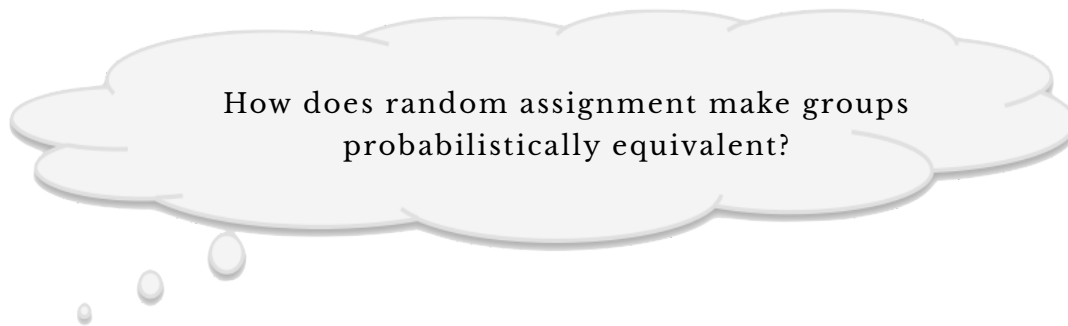 How does random assignment make groups
probabilistically equivalent?